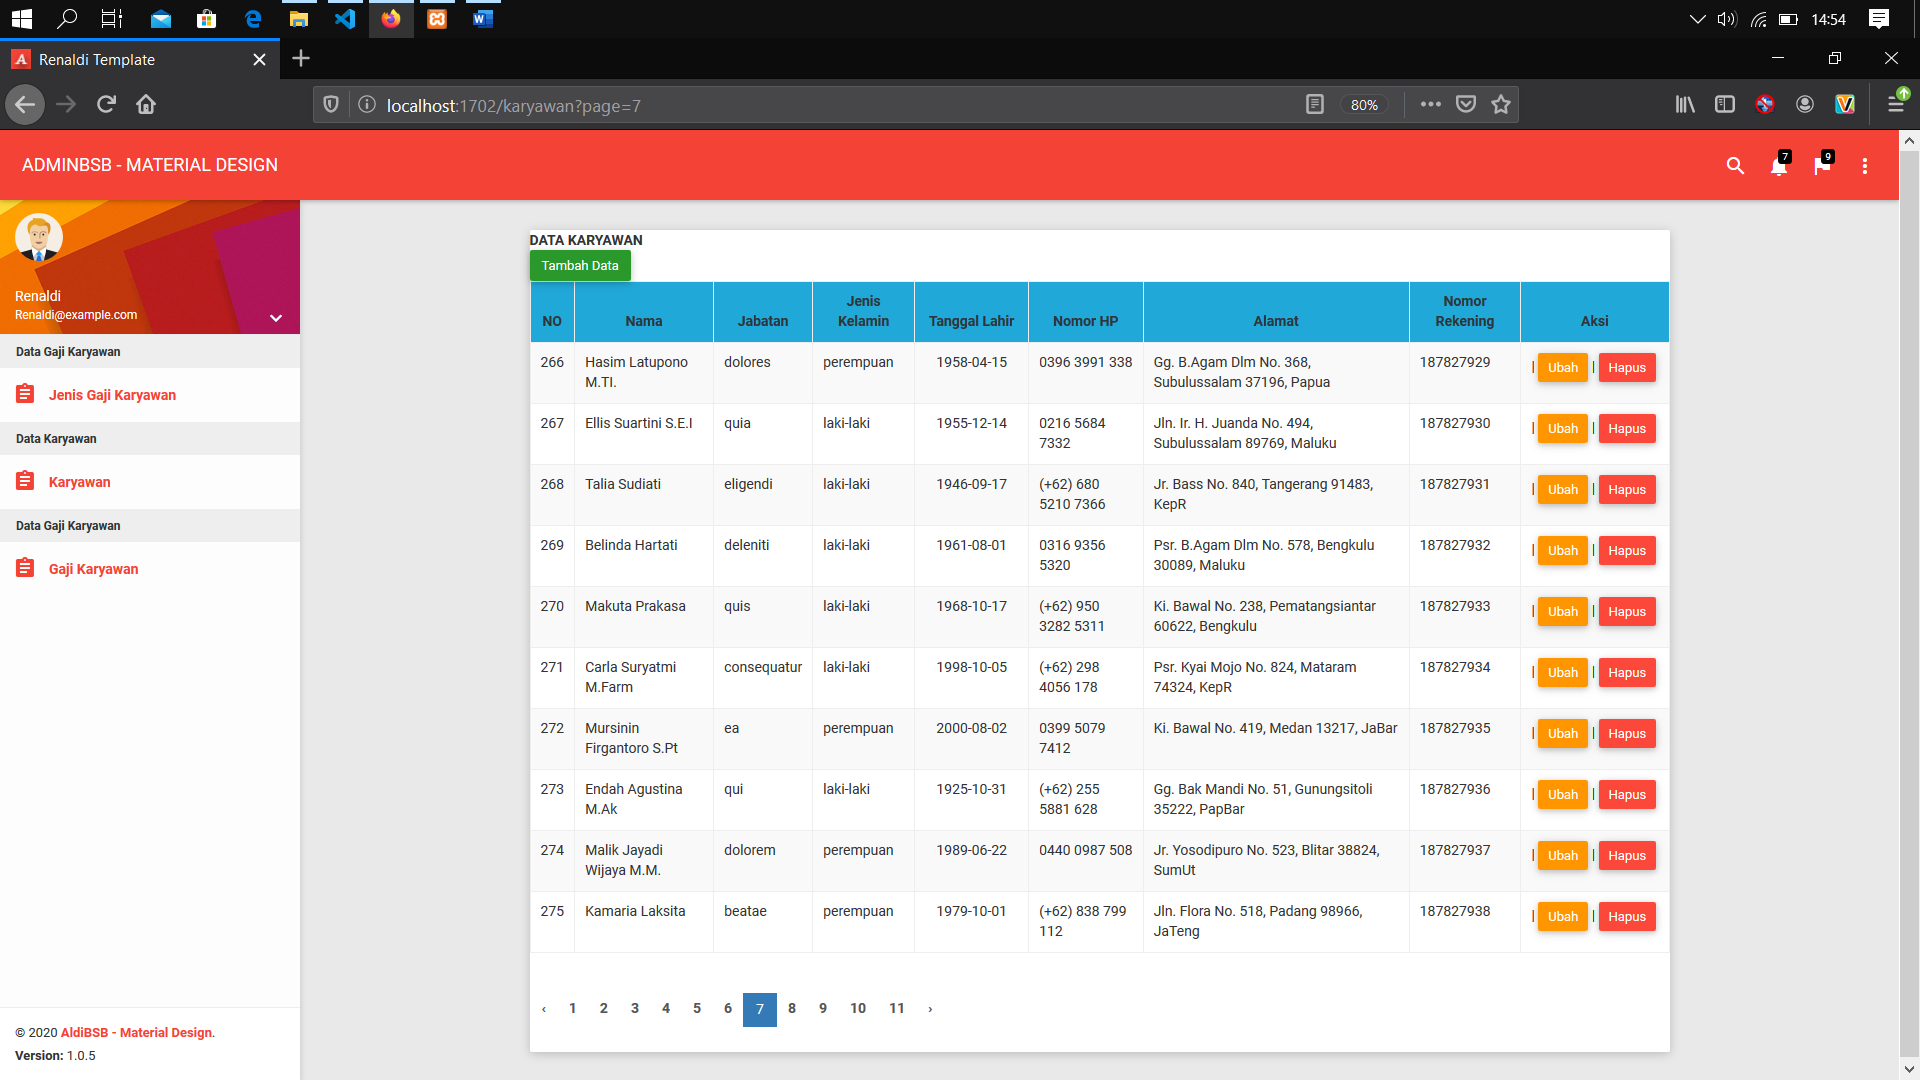 14:54
Renaldi Template
localhost:1702/karyawan?page=7
80%
ADMINBSB - MATERIAL DESIGN
7
9
Renaldi
Renaldi@example.com
Data Gaji Karyawan
Jenis Gaji Karyawan
Data Karyawan
Karyawan
Data Gaji Karyawan
Gaji Karyawan
© 2020 AldiBSB - Material Design.
Version: 1.0.5
DATA KARYAWAN
Tambah Data
NO Nama Jabatan Jenis Kelamin Tanggal Lahir Nomor HP Alamat Nomor Rekening Aksi
266 Hasim Latupono M.TI. dolores perempuan 1958-04-15 0396 3991 338 Gg. B.Agam Dlm No. 368, Subulussalam 37196, Papua 187827929 | Ubah | Hapus
267 Ellis Suartini S.E.I quia laki-laki 1955-12-14 0216 5684 7332 Jln. Ir. H. Juanda No. 494, Subulussalam 89769, Maluku 187827930 | Ubah | Hapus
268 Talia Sudiati eligendi laki-laki 1946-09-17 (+62) 680 5210 7366 Jr. Bass No. 840, Tangerang 91483, KepR 187827931 | Ubah | Hapus
269 Belinda Hartati deleniti laki-laki 1961-08-01 0316 9356 5320 Psr. B.Agam Dlm No. 578, Bengkulu 30089, Maluku 187827932 | Ubah | Hapus
270 Makuta Prakasa quis laki-laki 1968-10-17 (+62) 950 3282 5311 Ki. Bawal No. 238, Pematangsiantar 60622, Bengkulu 187827933 | Ubah | Hapus
271 Carla Suryatmi M.Farm consequatur laki-laki 1998-10-05 (+62) 298 4056 178 Psr. Kyai Mojo No. 824, Mataram 74324, KepR 187827934 | Ubah | Hapus
272 Mursinin Firgantoro S.Pt ea perempuan 2000-08-02 0399 5079 7412 Ki. Bawal No. 419, Medan 13217, JaBar 187827935 | Ubah | Hapus
273 Endah Agustina M.Ak qui laki-laki 1925-10-31 (+62) 255 5881 628 Gg. Bak Mandi No. 51, Gunungsitoli 35222, PapBar 187827936 | Ubah | Hapus
274 Malik Jayadi Wijaya M.M. dolorem perempuan 1989-06-22 0440 0987 508 Jr. Yosodipuro No. 523, Blitar 38824, SumUt 187827937 | Ubah | Hapus
275 Kamaria Laksita beatae perempuan 1979-10-01 (+62) 838 799 112 Jln. Flora No. 518, Padang 98966, JaTeng 187827938 | Ubah | Hapus
‹ 1 2 3 4 5 6 7 8 9 10 11 ›